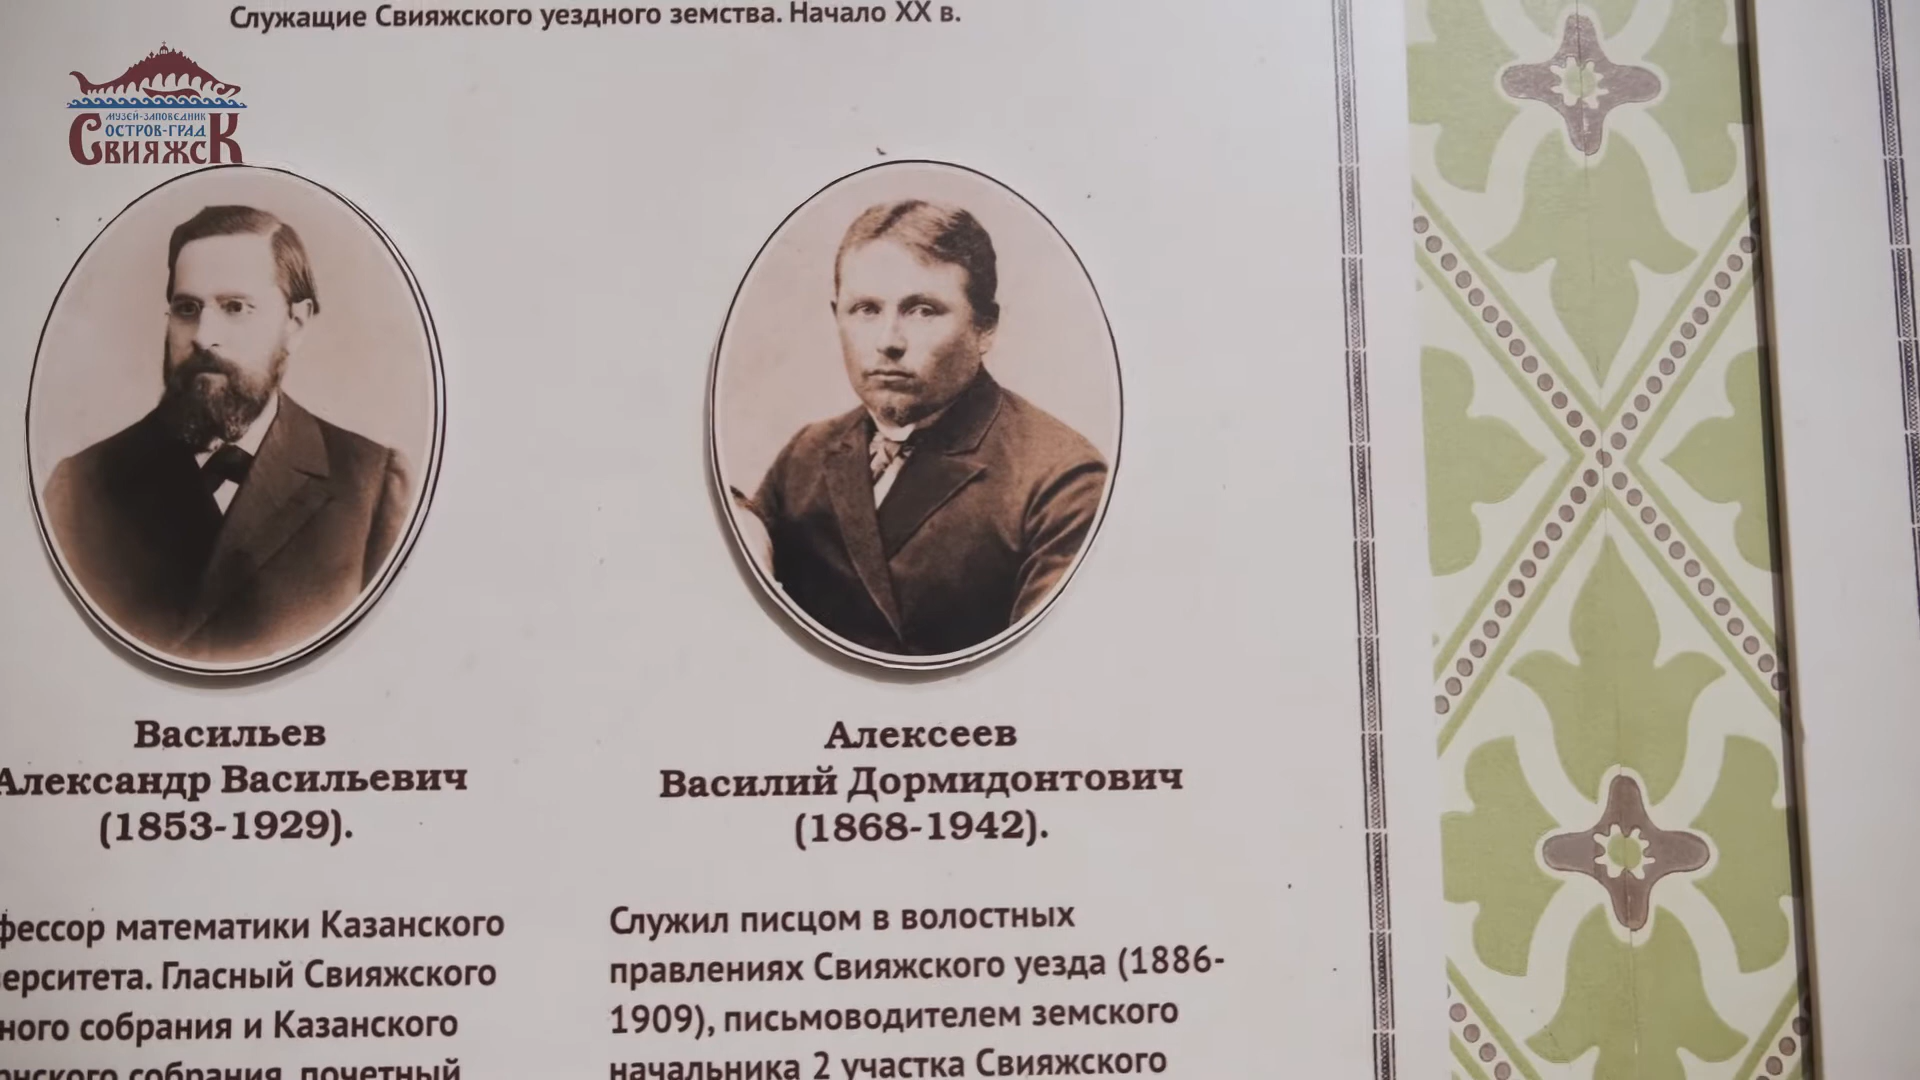 Служащие Свияжского уездного земства. Начало XX в.
МУЗЕЙ-ЗАПОВЕДНИК
ОСТРОВ-ГРАД
СВИЯЖСК
Васильев
Александр Васильевич
(1853-1929).
фессор математики Казанского
ерситета. Гласный Свияжского
ного собрания и Казанского
собрания, почетный
Алексеев
Василий Дормидонтович
(1868-1942).
Служил писцом в волостных
правлениях Свияжского уезда (1886-
1909), письмоводителем земского
начальника 2 участка Свияжского